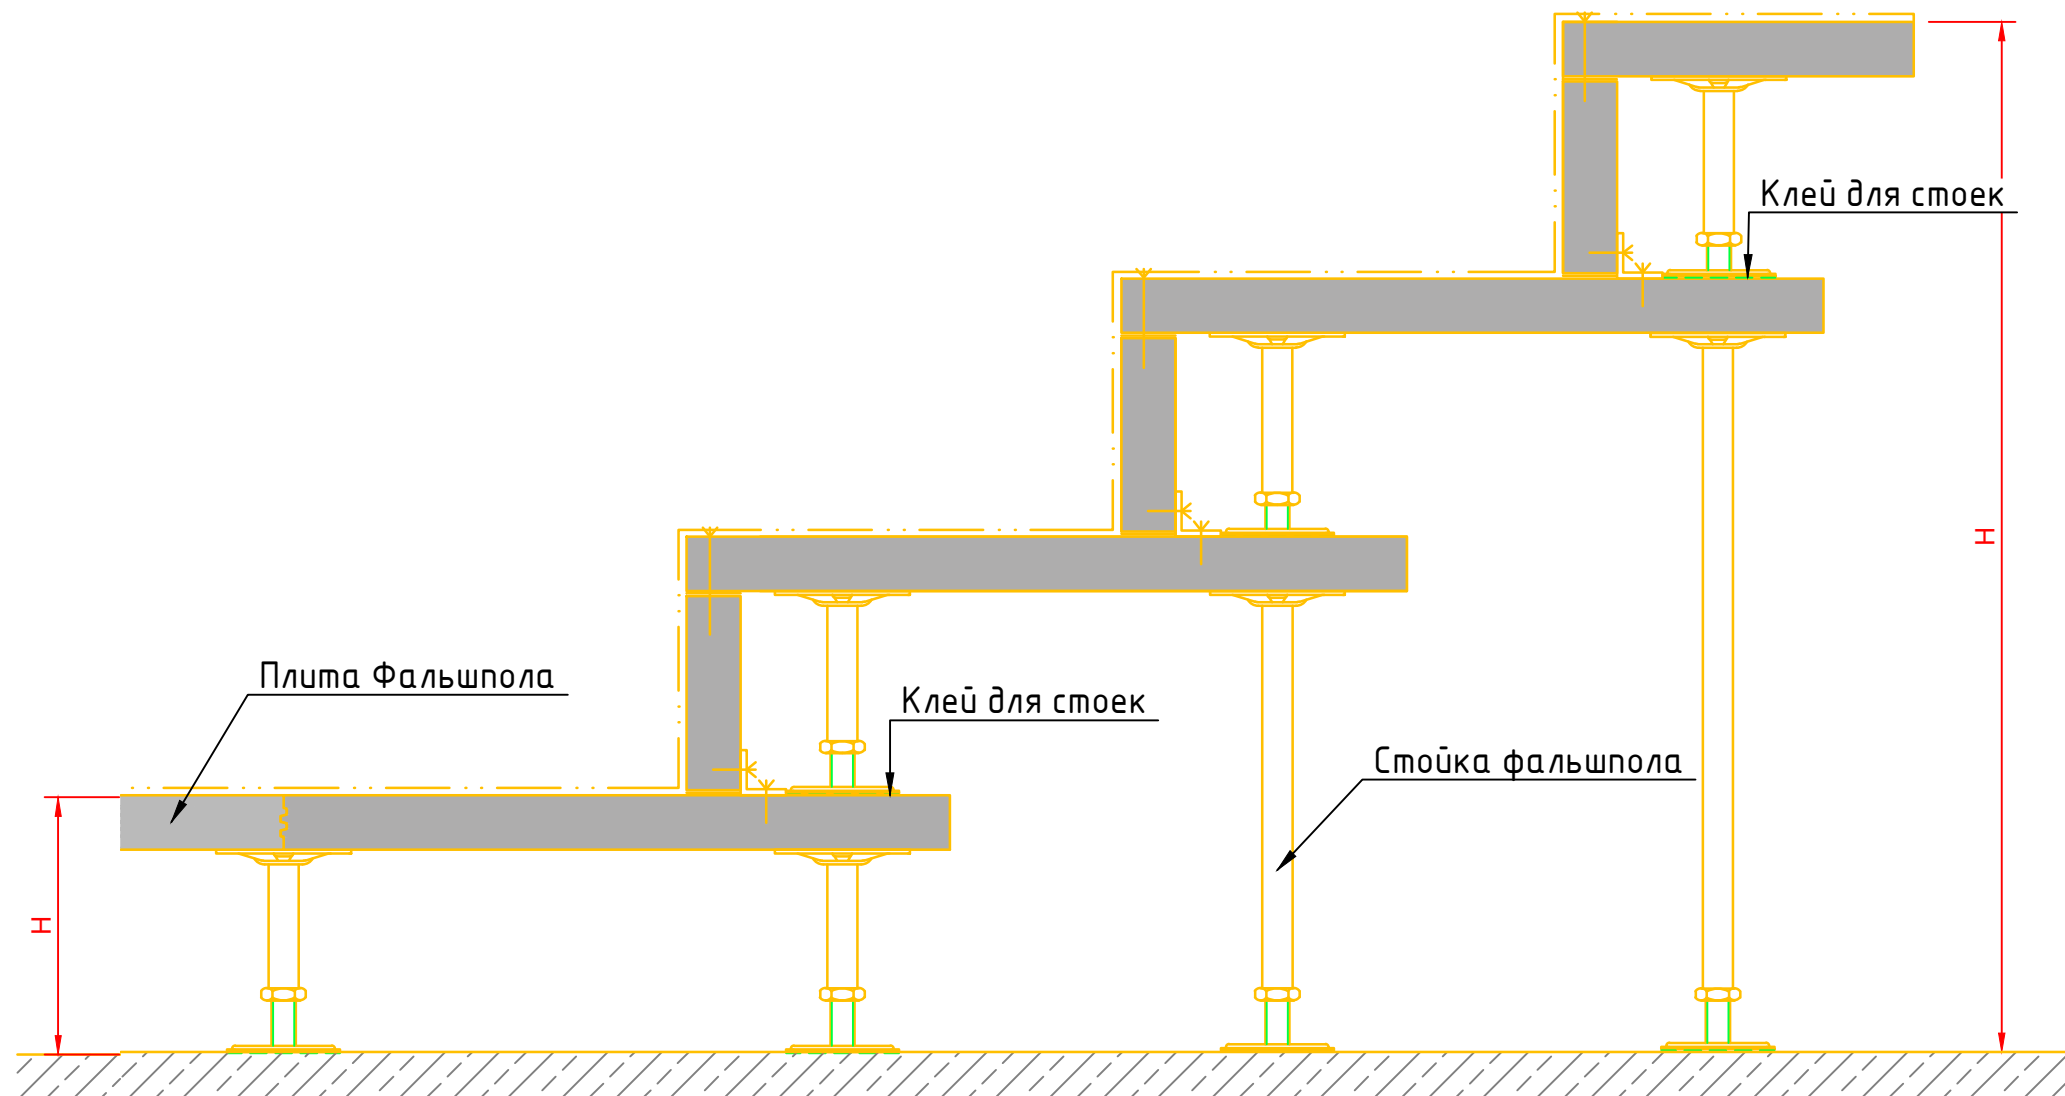 Клей для стоек
H
Плита Фальшпола
Клей для стоек
Стойка фальшпола
H